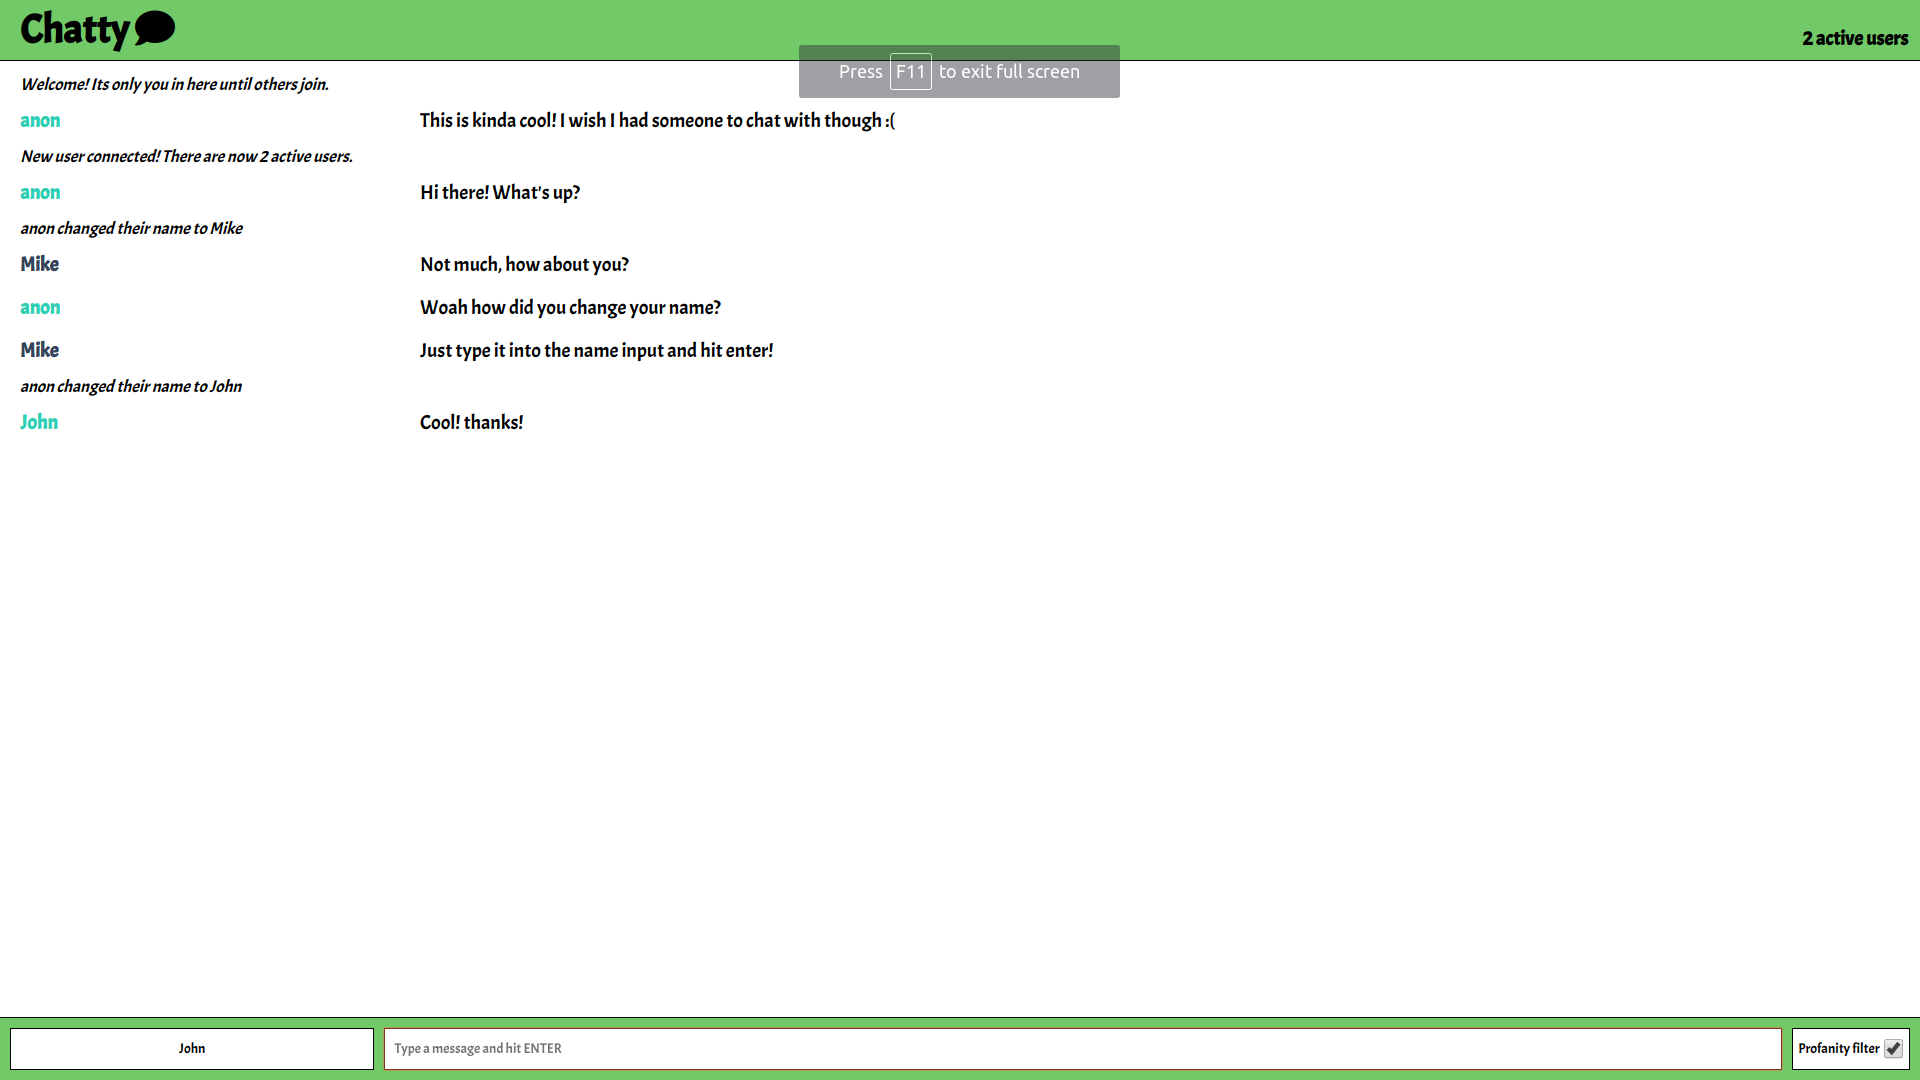 Chatty
2 active users
Press F11 to exit full screen
Welcome! Its only you in here until others join.
anon This is kinda cool! I wish I had someone to chat with though :(
New user connected! There are now 2 active users.
anon Hi there! What's up?
anon changed their name to Mike
Mike Not much, how about you?
anon Woah how did you change your name?
Mike Just type it into the name input and hit enter!
anon changed their name to John
John Cool! thanks!
John Type a message and hit ENTER Profanity filter